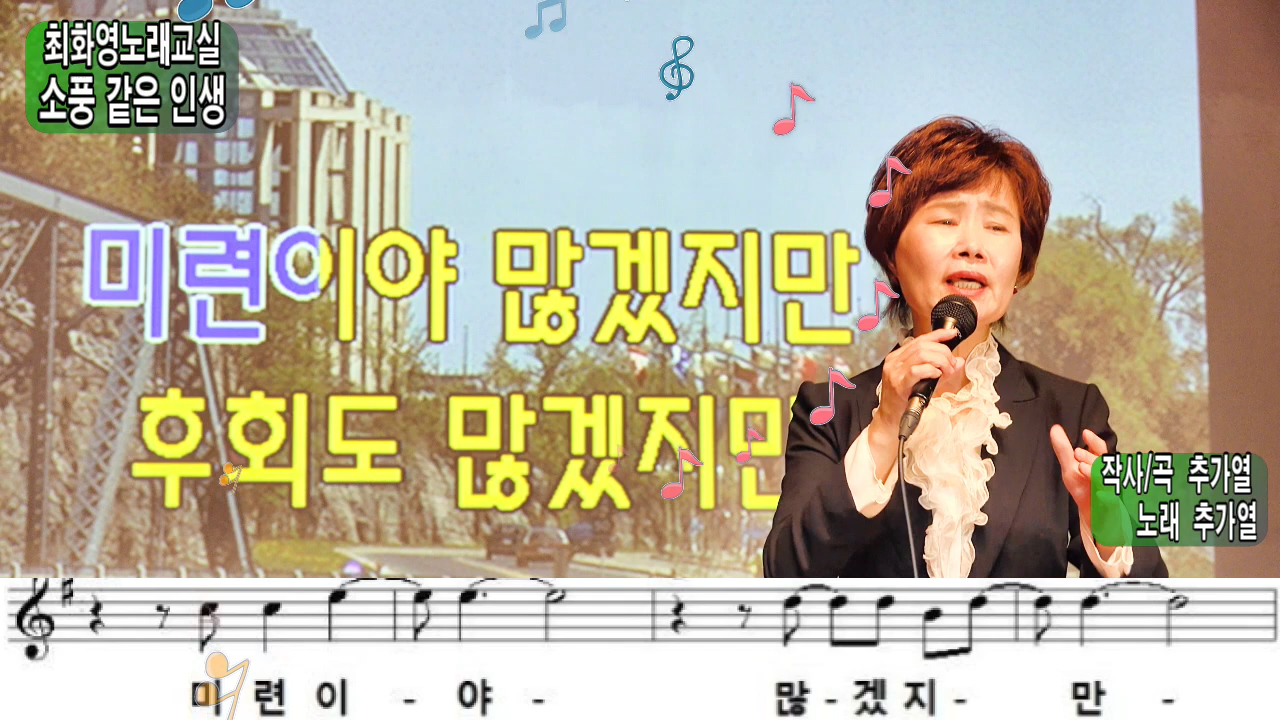 최화영노래교실
소풍 같은 인생
미련이야 많겠지만
후회도 많겠지만
작사/곡 추가열
노래 추가열
미 련 이 - 야 - 많 - 겠 지 - 만 -